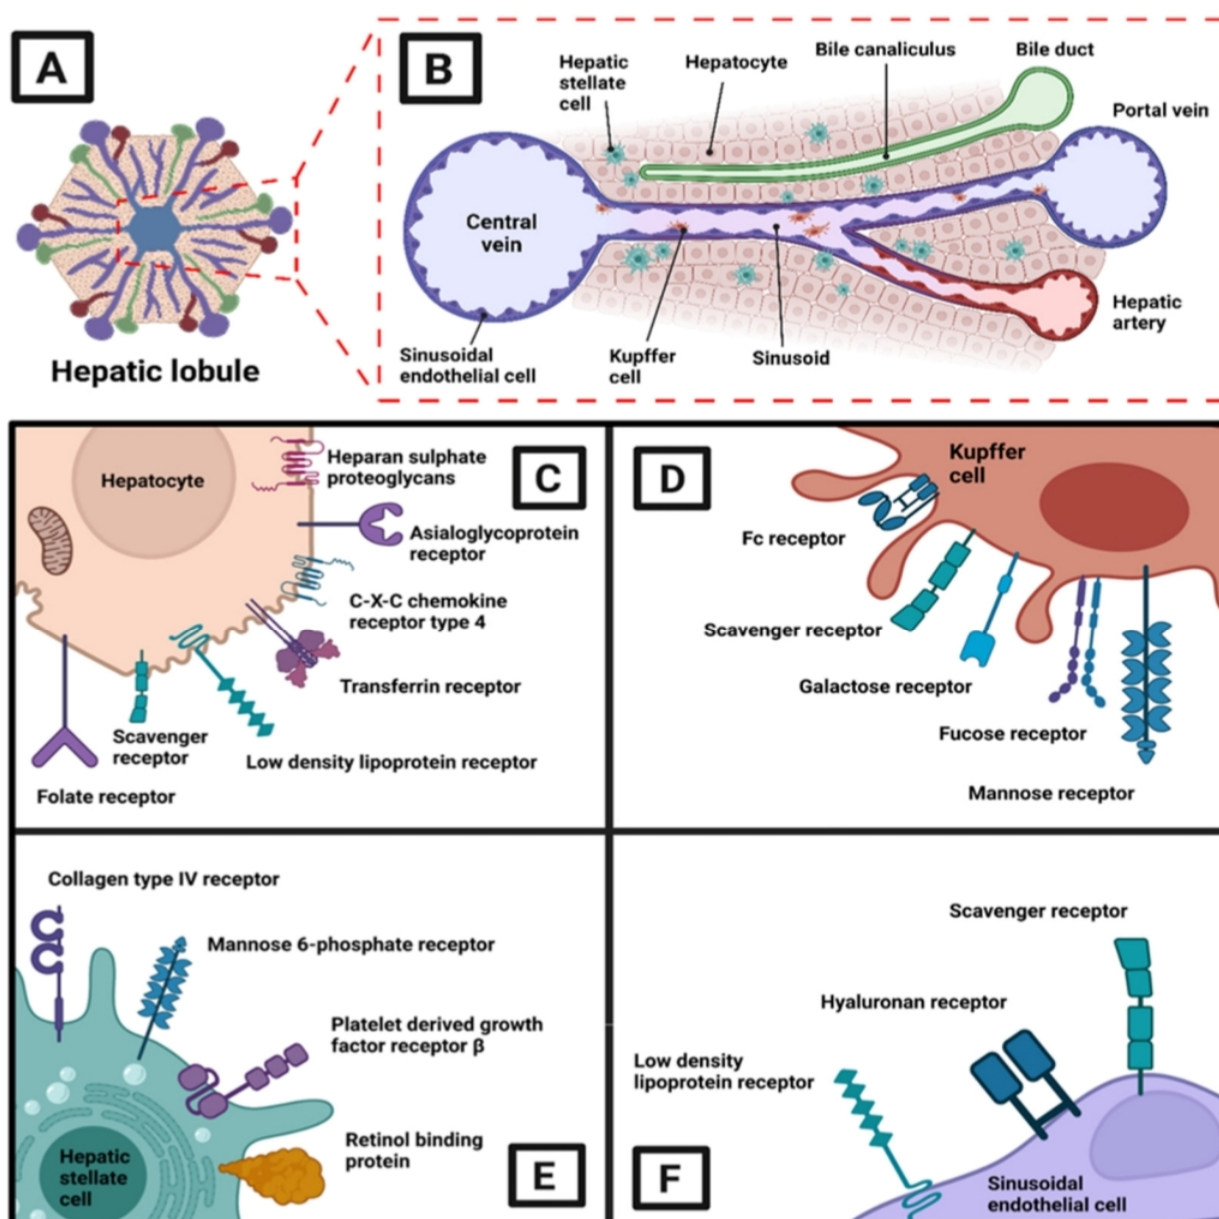 A
Hepatic lobule
B
Hepatic
stellate
cell
Hepatocyte
Bile canaliculus
Bile duct
Portal vein
Central
vein
Hepatic
artery
Sinusoidal
endothelial cell
Kupffer
cell
Sinusoid
C
Hepatocyte
Heparan sulphate
proteoglycans
Asialoglycoprotein
receptor
C-X-C chemokine
receptor type 4
Transferrin receptor
Low density lipoprotein receptor
Scavenger
receptor
Folate receptor
D
Kupffer
cell
Fc receptor
Scavenger receptor
Galactose receptor
Fucose receptor
Mannose receptor
Collagen type IV receptor
Mannose 6-phosphate receptor
Platelet derived growth
factor receptor β
Retinol binding
protein
Hepatic
stellate
cell
E
Scavenger receptor
Hyaluronan receptor
Low density
lipoprotein receptor
F
Sinusoidal
endothelial cell